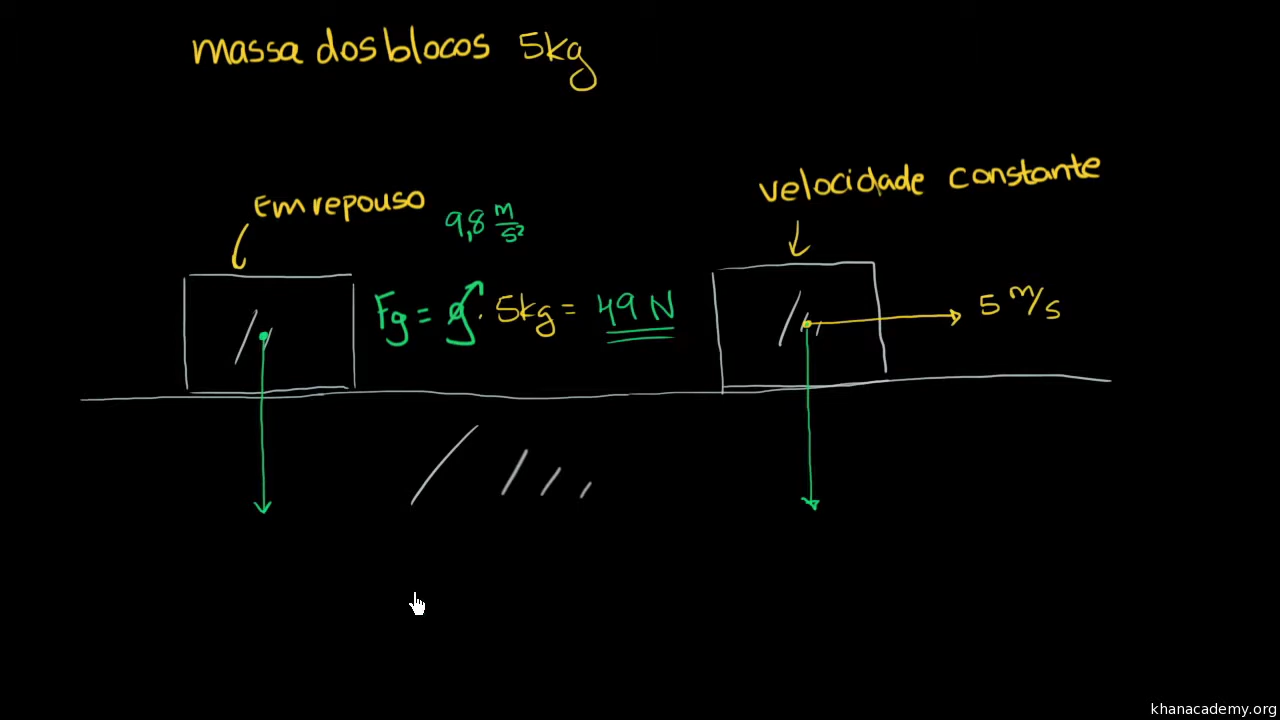 massa dos blocos 5kg
Em repouso
velocidade constante
9,8 m/s²
Fg = g . 5kg = 49 N
5 m/s
khanacademy.org